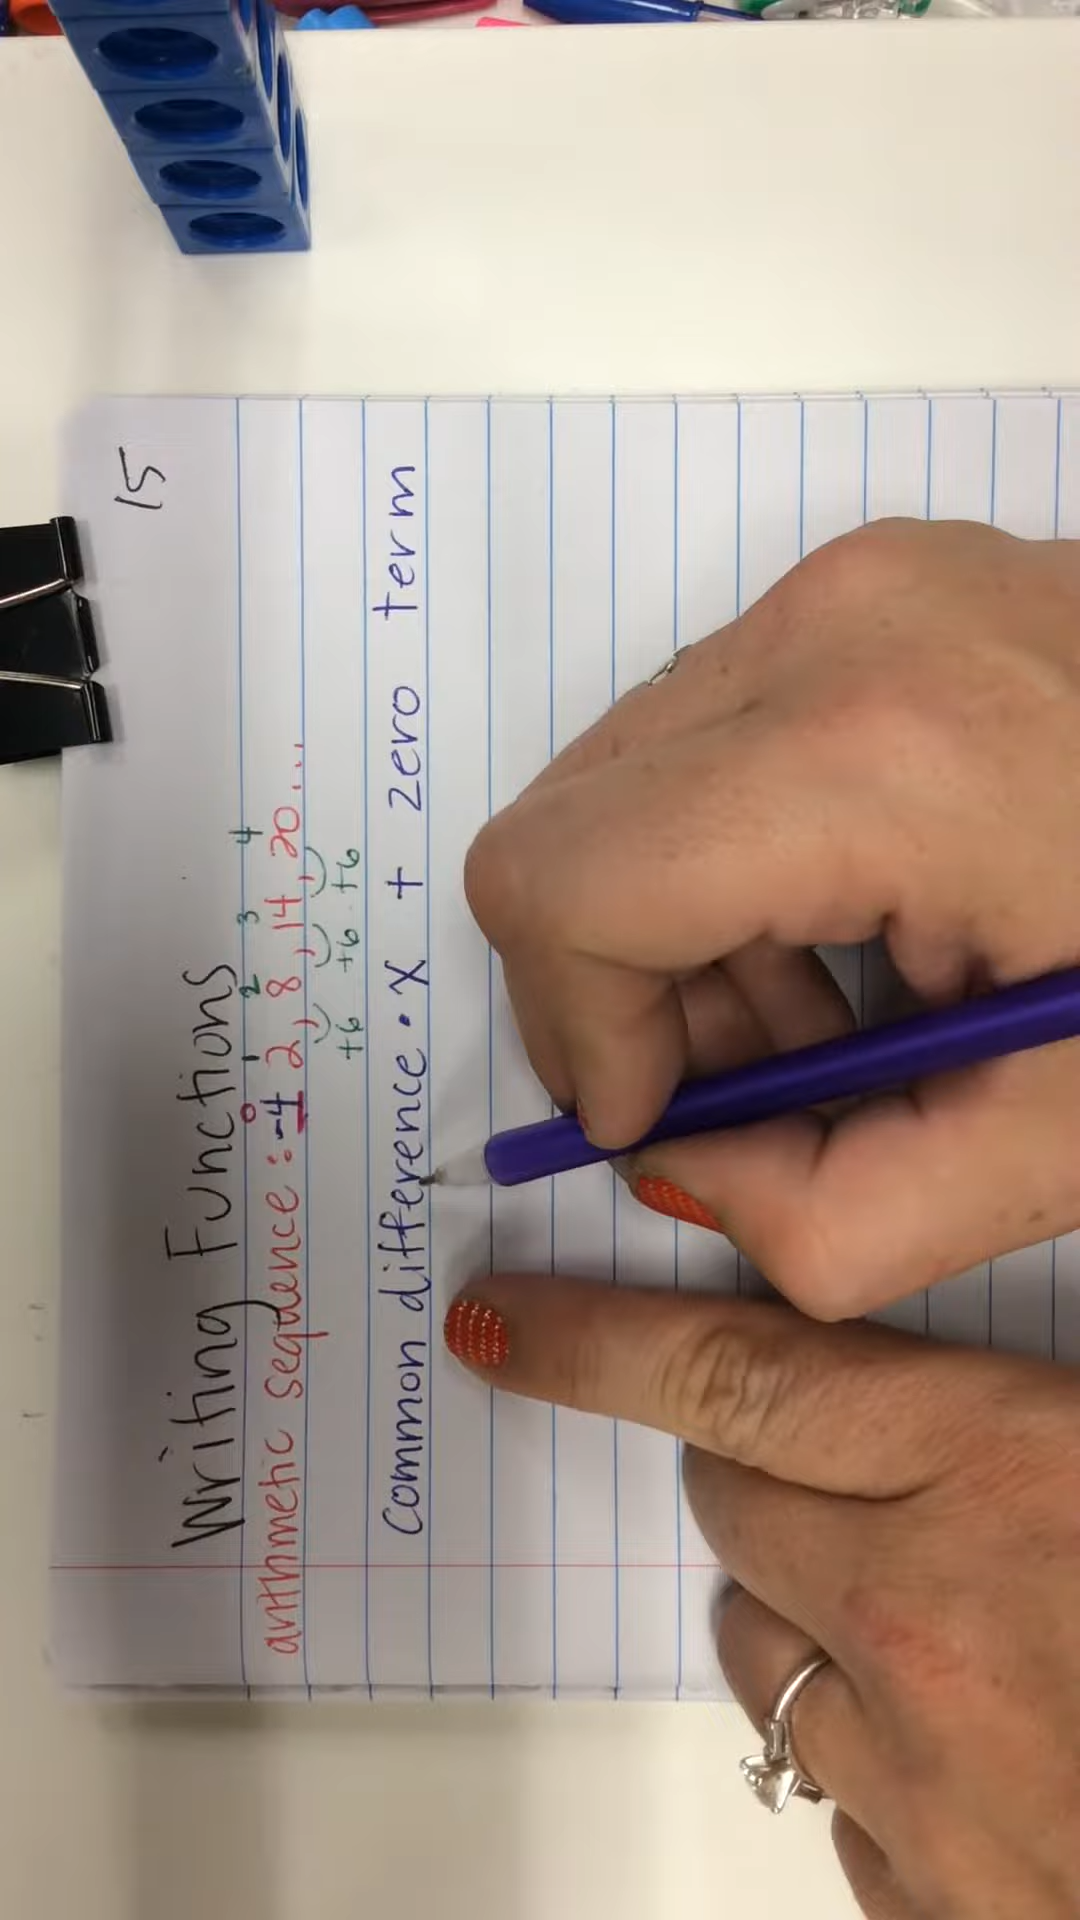 15
Writing Functions
0 1 2 3 4
arithmetic sequence: -4 2, 8, 14, 20...
+6 +6 +6
Common difference • x + zero term